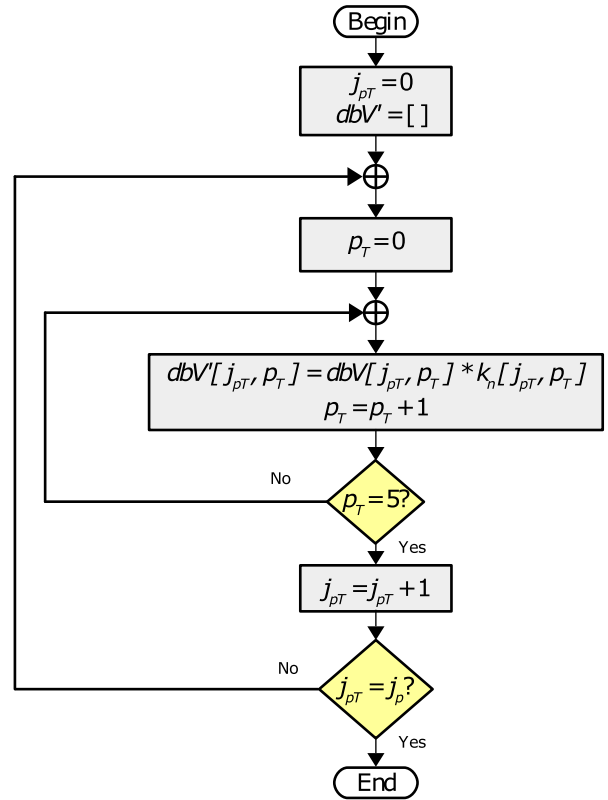 Begin
j_pT = 0
dbV' = [ ]
p_T = 0
dbV'[ j_pT, p_T ] = dbV[ j_pT, p_T ] * k_n[ j_pT, p_T ]
p_T = p_T + 1
No
p_T = 5?
Yes
j_pT = j_pT + 1
No
j_pT = j_p?
Yes
End